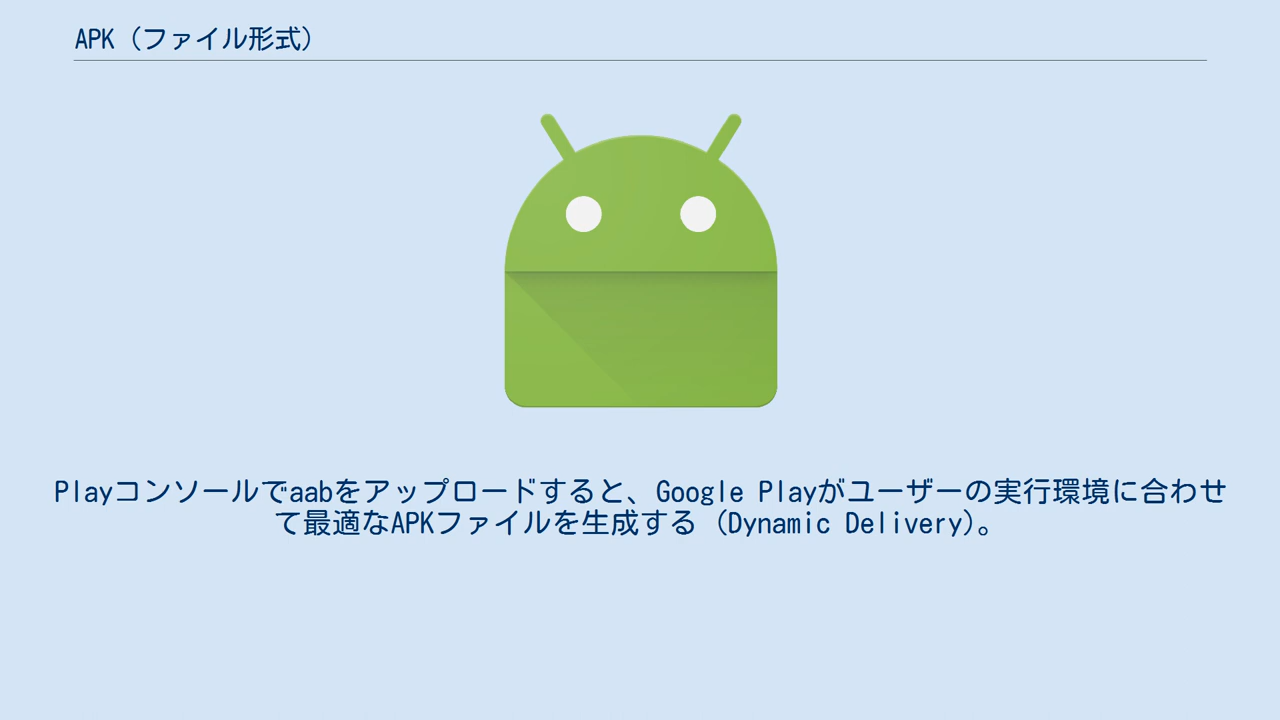 APK（ファイル形式）
Playコンソールでaabをアップロードすると、Google Playがユーザーの実行環境に合わせ
て最適なAPKファイルを生成する（Dynamic Delivery）。